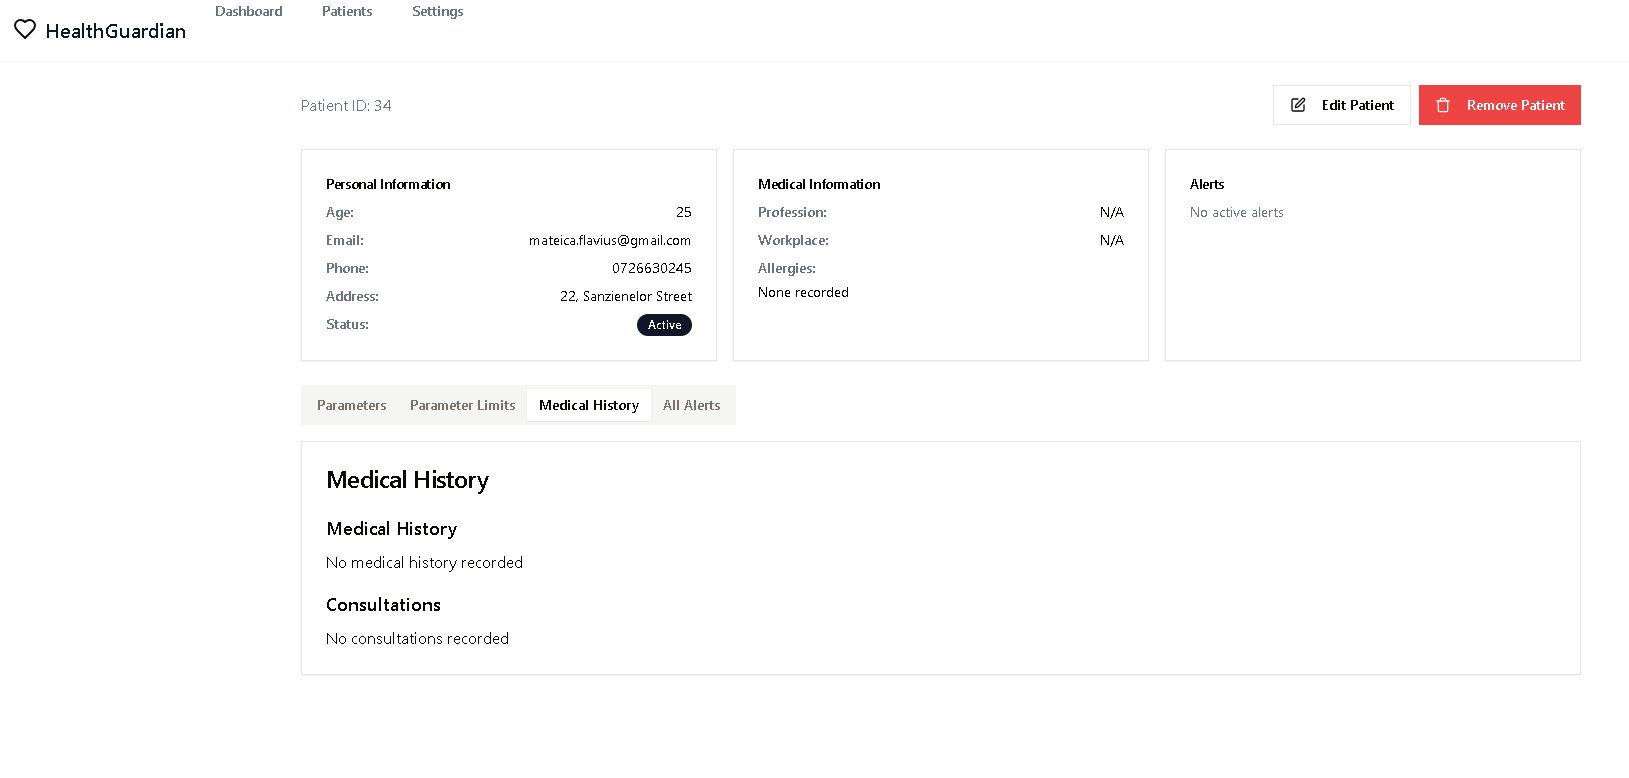 HealthGuardian
Dashboard Patients Settings
Patient ID: 34
Edit Patient
Remove Patient
Personal Information
Age: 25
Email: mateica.flavius@gmail.com
Phone: 0726630245
Address: 22, Sanzienelor Street
Status: Active
Medical Information
Profession: N/A
Workplace: N/A
Allergies:
None recorded
Alerts
No active alerts
Parameters Parameter Limits Medical History All Alerts
Medical History
Medical History
No medical history recorded
Consultations
No consultations recorded